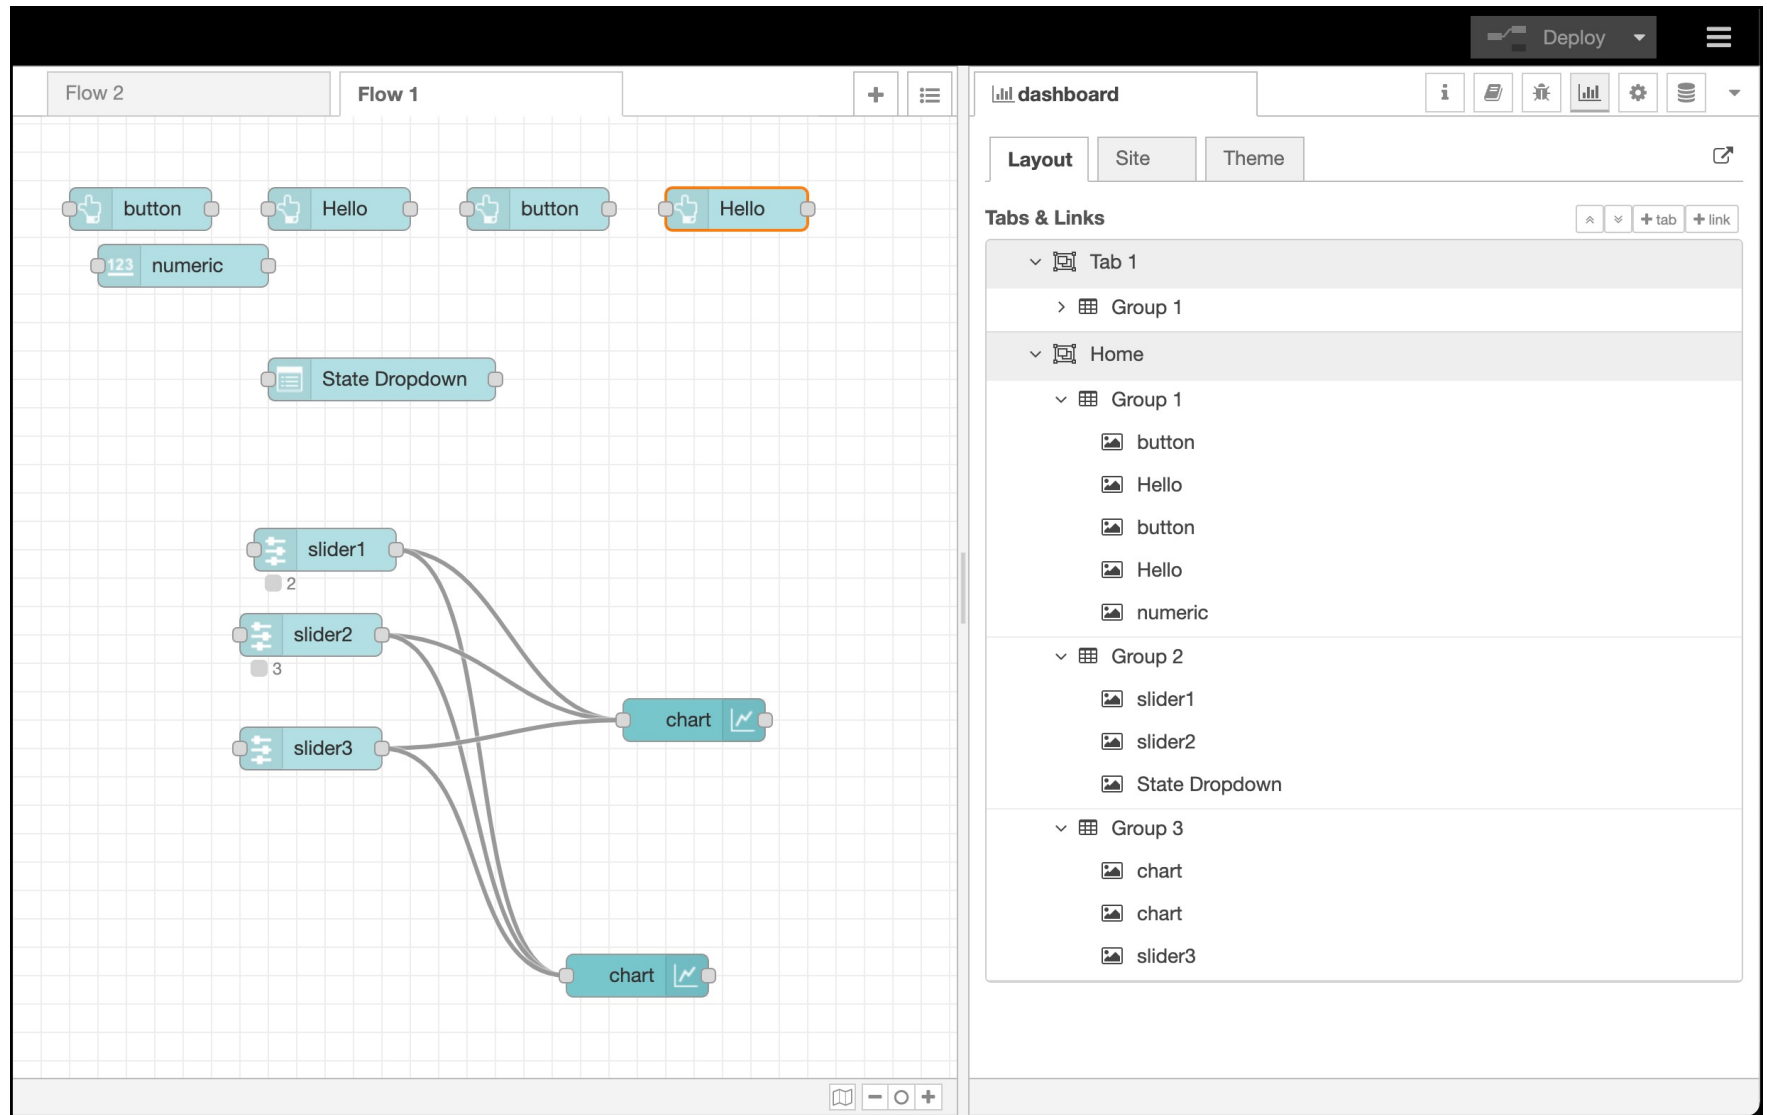 Deploy
Flow 2
Flow 1
button
Hello
button
Hello
123 numeric
State Dropdown
slider1
2
slider2
3
slider3
chart
chart
dashboard
Layout
Site
Theme
Tabs & Links
tab
link
Tab 1
Group 1
Home
Group 1
button
Hello
button
Hello
numeric
Group 2
slider1
slider2
State Dropdown
Group 3
chart
chart
slider3